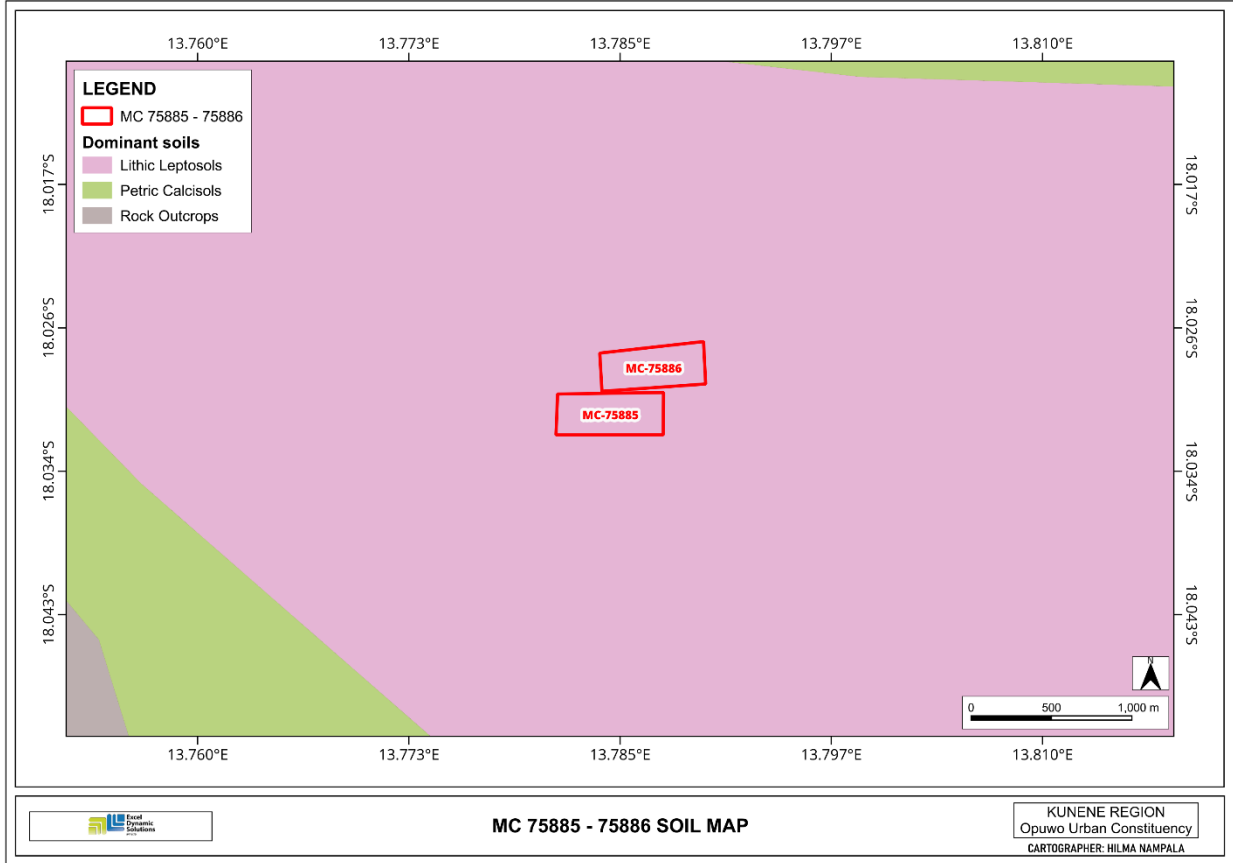 13.760°E 13.773°E 13.785°E 13.797°E 13.810°E
LEGEND
MC 75885 - 75886
Dominant soils
Lithic Leptosols
Petric Calcisols
Rock Outcrops
18.017°S 18.017°S
18.026°S 18.026°S
MC-75886
MC-75885
18.034°S 18.034°S
18.043°S 18.043°S
N
0 500 1,000 m
13.760°E 13.773°E 13.785°E 13.797°E 13.810°E
Excel
Dynamic
Solutions
MC 75885 - 75886 SOIL MAP
KUNENE REGION
Opuwo Urban Constituency
CARTOGRAPHER: HILMA NAMPALA